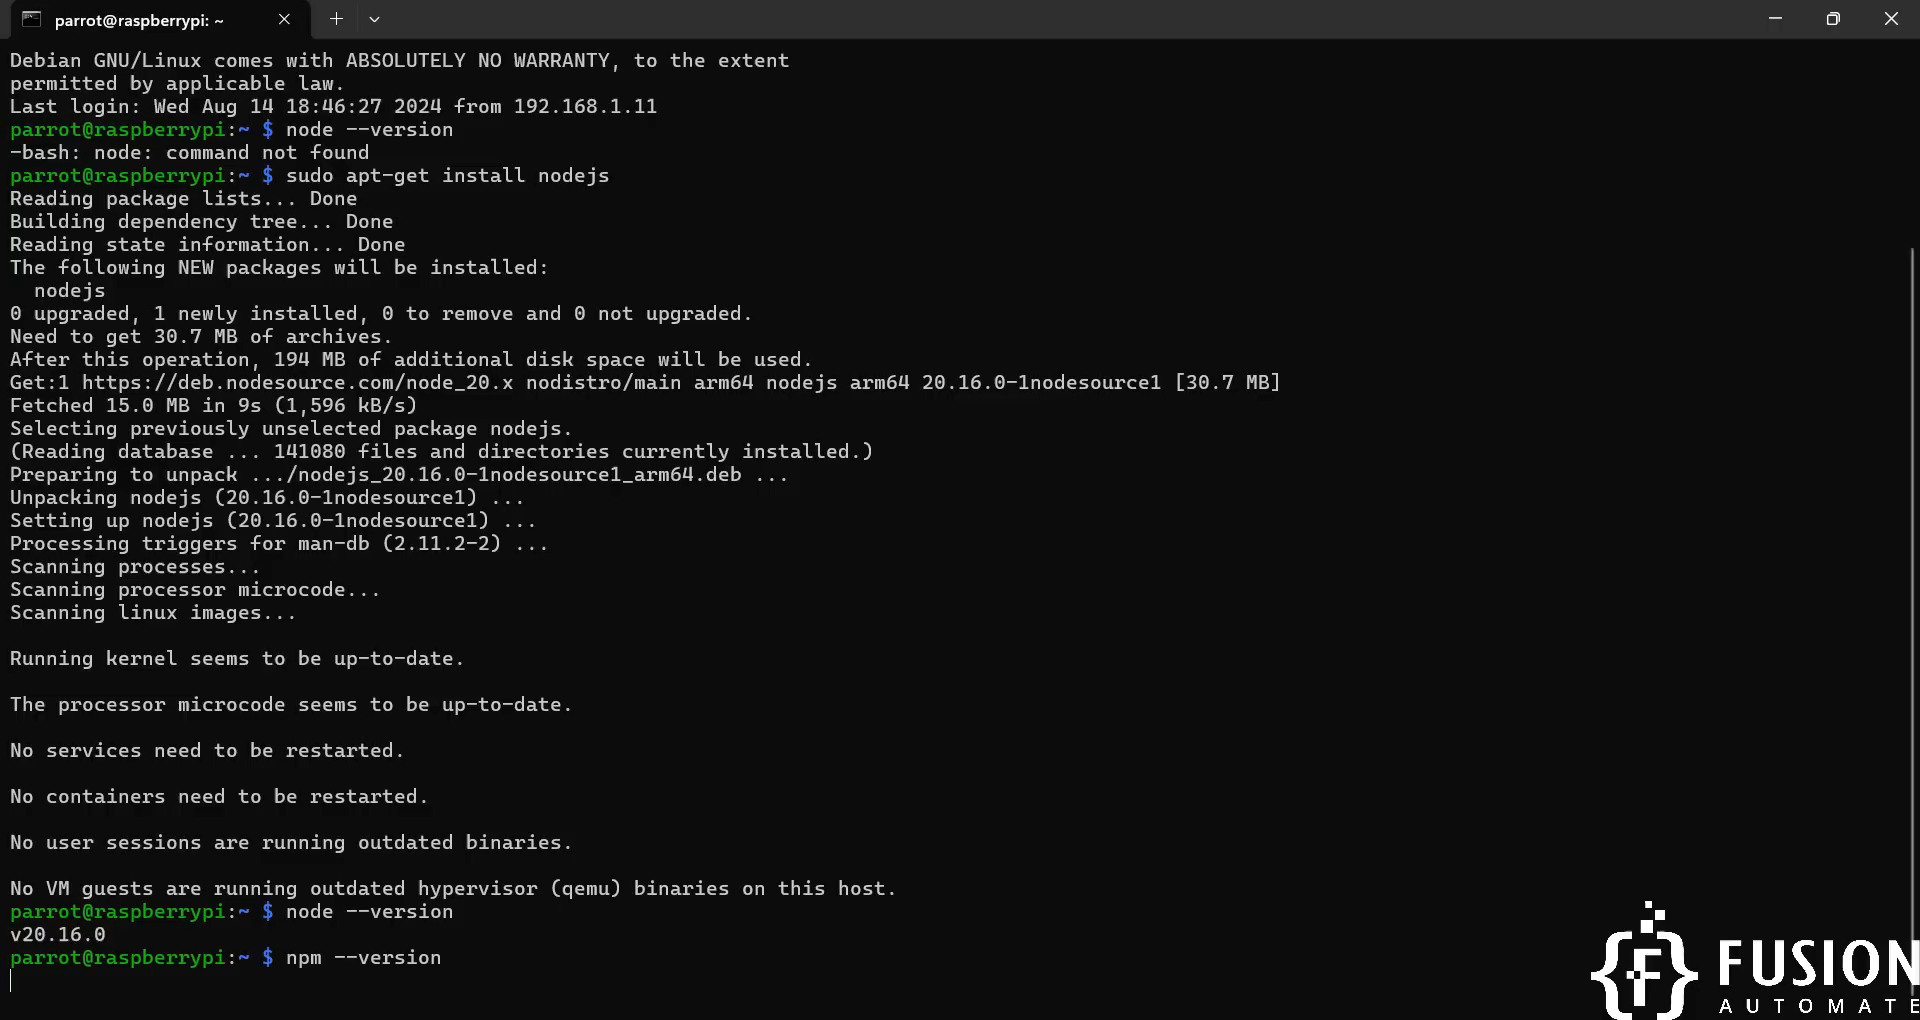 parrot@raspberrypi: ~
Debian GNU/Linux comes with ABSOLUTELY NO WARRANTY, to the extent
permitted by applicable law.
Last login: Wed Aug 14 18:46:27 2024 from 192.168.1.11
parrot@raspberrypi:~ $ node --version
-bash: node: command not found
parrot@raspberrypi:~ $ sudo apt-get install nodejs
Reading package lists... Done
Building dependency tree... Done
Reading state information... Done
The following NEW packages will be installed:
  nodejs
0 upgraded, 1 newly installed, 0 to remove and 0 not upgraded.
Need to get 30.7 MB of archives.
After this operation, 194 MB of additional disk space will be used.
Get:1 https://deb.nodesource.com/node_20.x nodistro/main arm64 nodejs arm64 20.16.0-1nodesource1 [30.7 MB]
Fetched 15.0 MB in 9s (1,596 kB/s)
Selecting previously unselected package nodejs.
(Reading database ... 141080 files and directories currently installed.)
Preparing to unpack .../nodejs_20.16.0-1nodesource1_arm64.deb ...
Unpacking nodejs (20.16.0-1nodesource1) ...
Setting up nodejs (20.16.0-1nodesource1) ...
Processing triggers for man-db (2.11.2-2) ...
Scanning processes...
Scanning processor microcode...
Scanning linux images...
Running kernel seems to be up-to-date.
The processor microcode seems to be up-to-date.
No services need to be restarted.
No containers need to be restarted.
No user sessions are running outdated binaries.
No VM guests are running outdated hypervisor (qemu) binaries on this host.
parrot@raspberrypi:~ $ node --version
v20.16.0
parrot@raspberrypi:~ $ npm --version
FUSION
AUTOMATE